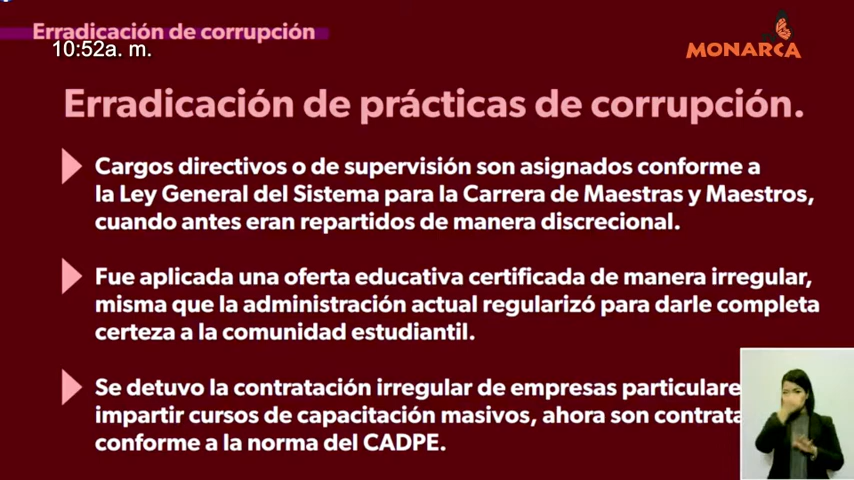 Erradicación de corrupción
10:52a. m.
MONARCA
Erradicación de prácticas de corrupción.
Cargos directivos o de supervisión son asignados conforme a
la Ley General del Sistema para la Carrera de Maestras y Maestros,
cuando antes eran repartidos de manera discrecional.
Fue aplicada una oferta educativa certificada de manera irregular,
misma que la administración actual regularizó para darle completa
certeza a la comunidad estudiantil.
Se detuvo la contratación irregular de empresas particulare
impartir cursos de capacitación masivos, ahora son contrata
conforme a la norma del CADPE.